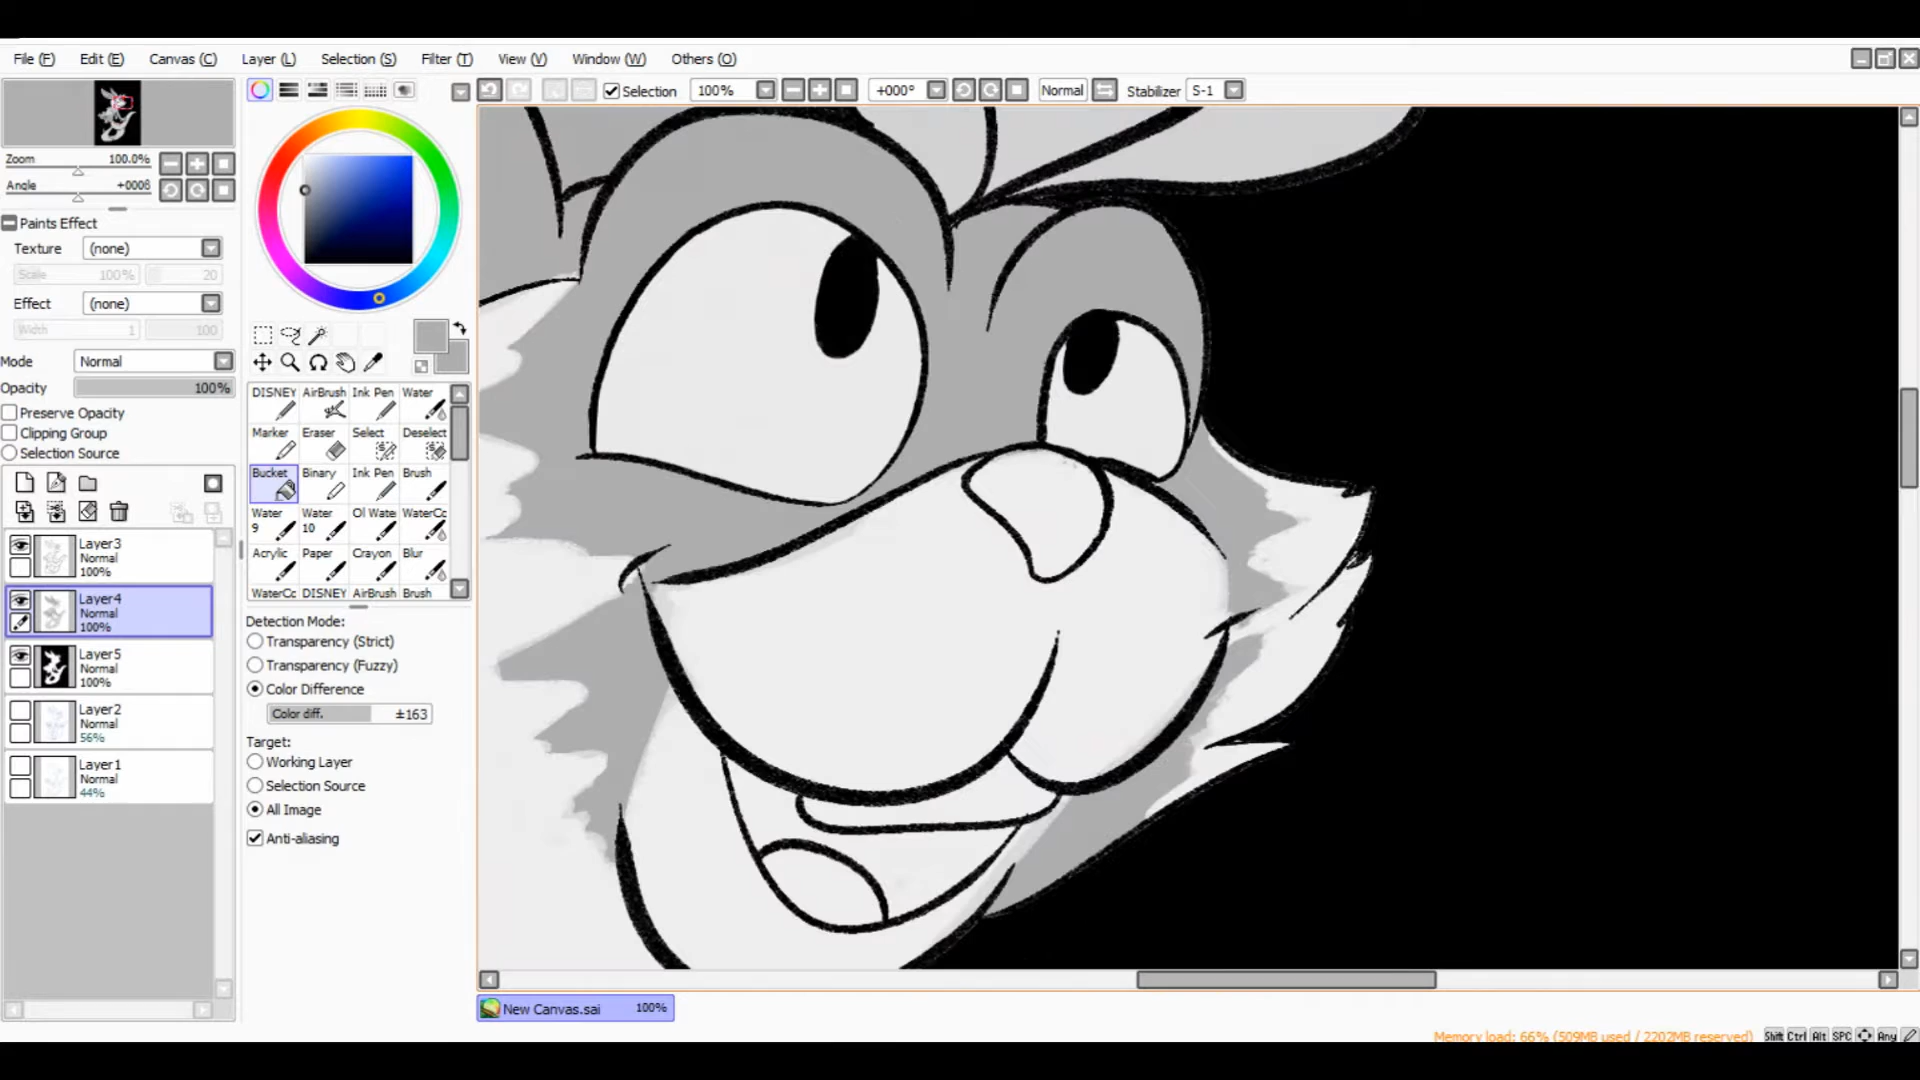 File (F) Edit (E) Canvas (C) Layer (L) Selection (S) Filter (T) View (V) Window (W) Others (O)
Selection 100% +000° Normal Stabilizer S-1
Zoom 100.0%
Angle +0008
Paints Effect
Texture (none)
Scale 100% 20
Effect (none)
Width 1 100
Mode Normal
Opacity 100%
Preserve Opacity
Clipping Group
Selection Source
Layer3
Normal
100%
Layer4
Normal
100%
Layer5
Normal
100%
Layer2
Normal
56%
Layer1
Normal
44%
DISNEY AirBrush Ink Pen Water
Marker Eraser Select Deselect
Bucket Binary Ink Pen Brush
Water 9 Water 10 Ol Wate WaterCc
Acrylic Paper Crayon Blur
WaterCc DISNEY AirBrush Brush
Detection Mode:
Transparency (Strict)
Transparency (Fuzzy)
Color Difference
Color diff. ±163
Target:
Working Layer
Selection Source
All Image
Anti-aliasing
New Canvas.sai 100%
Memory load: 66% (509MB used / 2202MB reserved) Shift Ctrl Alt SPC Any